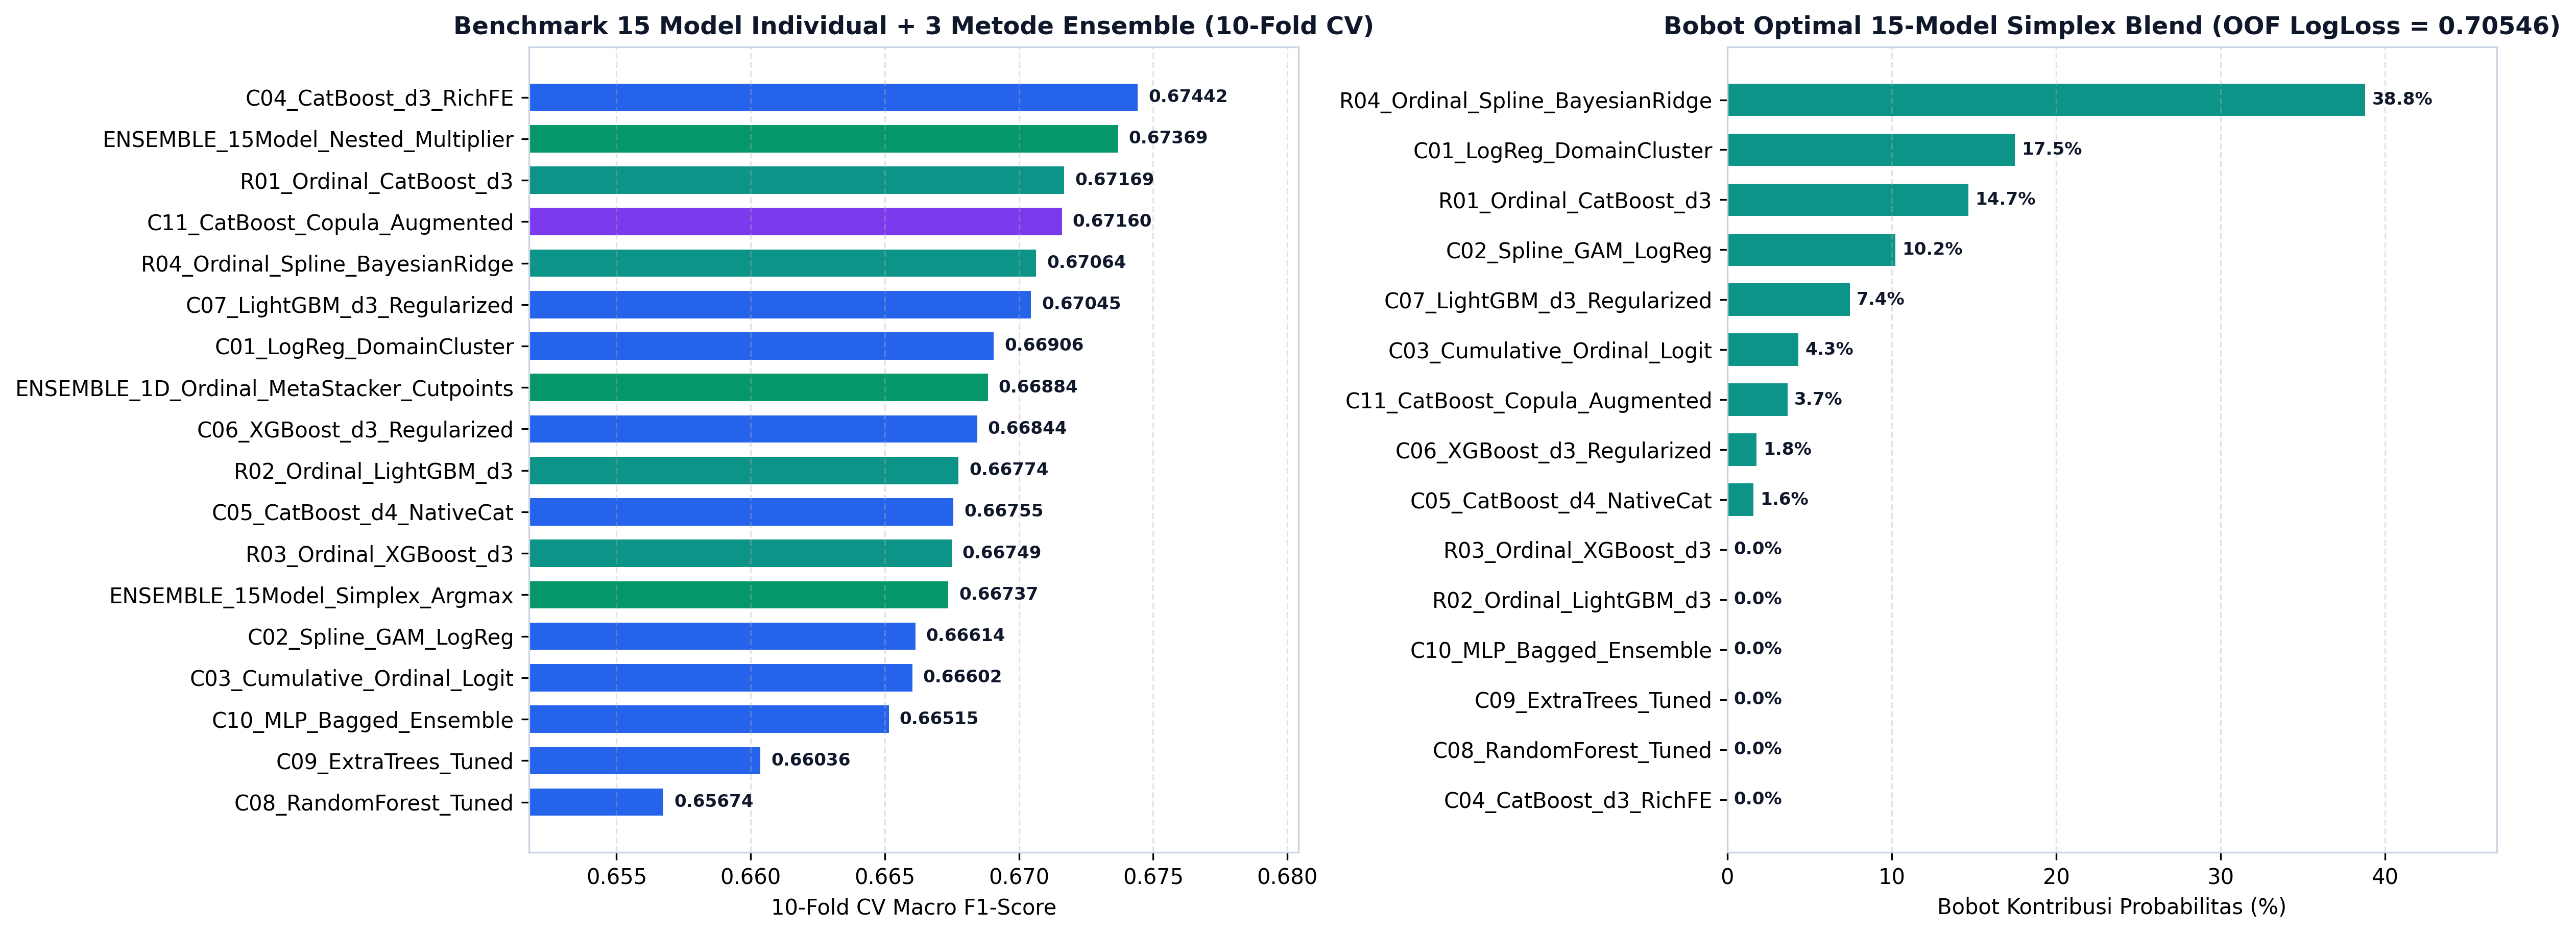 Benchmark 15 Model Individual + 3 Metode Ensemble (10-Fold CV)
C04_CatBoost_d3_RichFE 0.67442
ENSEMBLE_15Model_Nested_Multiplier 0.67369
R01_Ordinal_CatBoost_d3 0.67169
C11_CatBoost_Copula_Augmented 0.67160
R04_Ordinal_Spline_BayesianRidge 0.67064
C07_LightGBM_d3_Regularized 0.67045
C01_LogReg_DomainCluster 0.66906
ENSEMBLE_1D_Ordinal_MetaStacker_Cutpoints 0.66884
C06_XGBoost_d3_Regularized 0.66844
R02_Ordinal_LightGBM_d3 0.66774
C05_CatBoost_d4_NativeCat 0.66755
R03_Ordinal_XGBoost_d3 0.66749
ENSEMBLE_15Model_Simplex_Argmax 0.66737
C02_Spline_GAM_LogReg 0.66614
C03_Cumulative_Ordinal_Logit 0.66602
C10_MLP_Bagged_Ensemble 0.66515
C09_ExtraTrees_Tuned 0.66036
C08_RandomForest_Tuned 0.65674
0.655 0.660 0.665 0.670 0.675 0.680
10-Fold CV Macro F1-Score
Bobot Optimal 15-Model Simplex Blend (OOF LogLoss = 0.70546)
R04_Ordinal_Spline_BayesianRidge 38.8%
C01_LogReg_DomainCluster 17.5%
R01_Ordinal_CatBoost_d3 14.7%
C02_Spline_GAM_LogReg 10.2%
C07_LightGBM_d3_Regularized 7.4%
C03_Cumulative_Ordinal_Logit 4.3%
C11_CatBoost_Copula_Augmented 3.7%
C06_XGBoost_d3_Regularized 1.8%
C05_CatBoost_d4_NativeCat 1.6%
R03_Ordinal_XGBoost_d3 0.0%
R02_Ordinal_LightGBM_d3 0.0%
C10_MLP_Bagged_Ensemble 0.0%
C09_ExtraTrees_Tuned 0.0%
C08_RandomForest_Tuned 0.0%
C04_CatBoost_d3_RichFE 0.0%
0 10 20 30 40
Bobot Kontribusi Probabilitas (%)